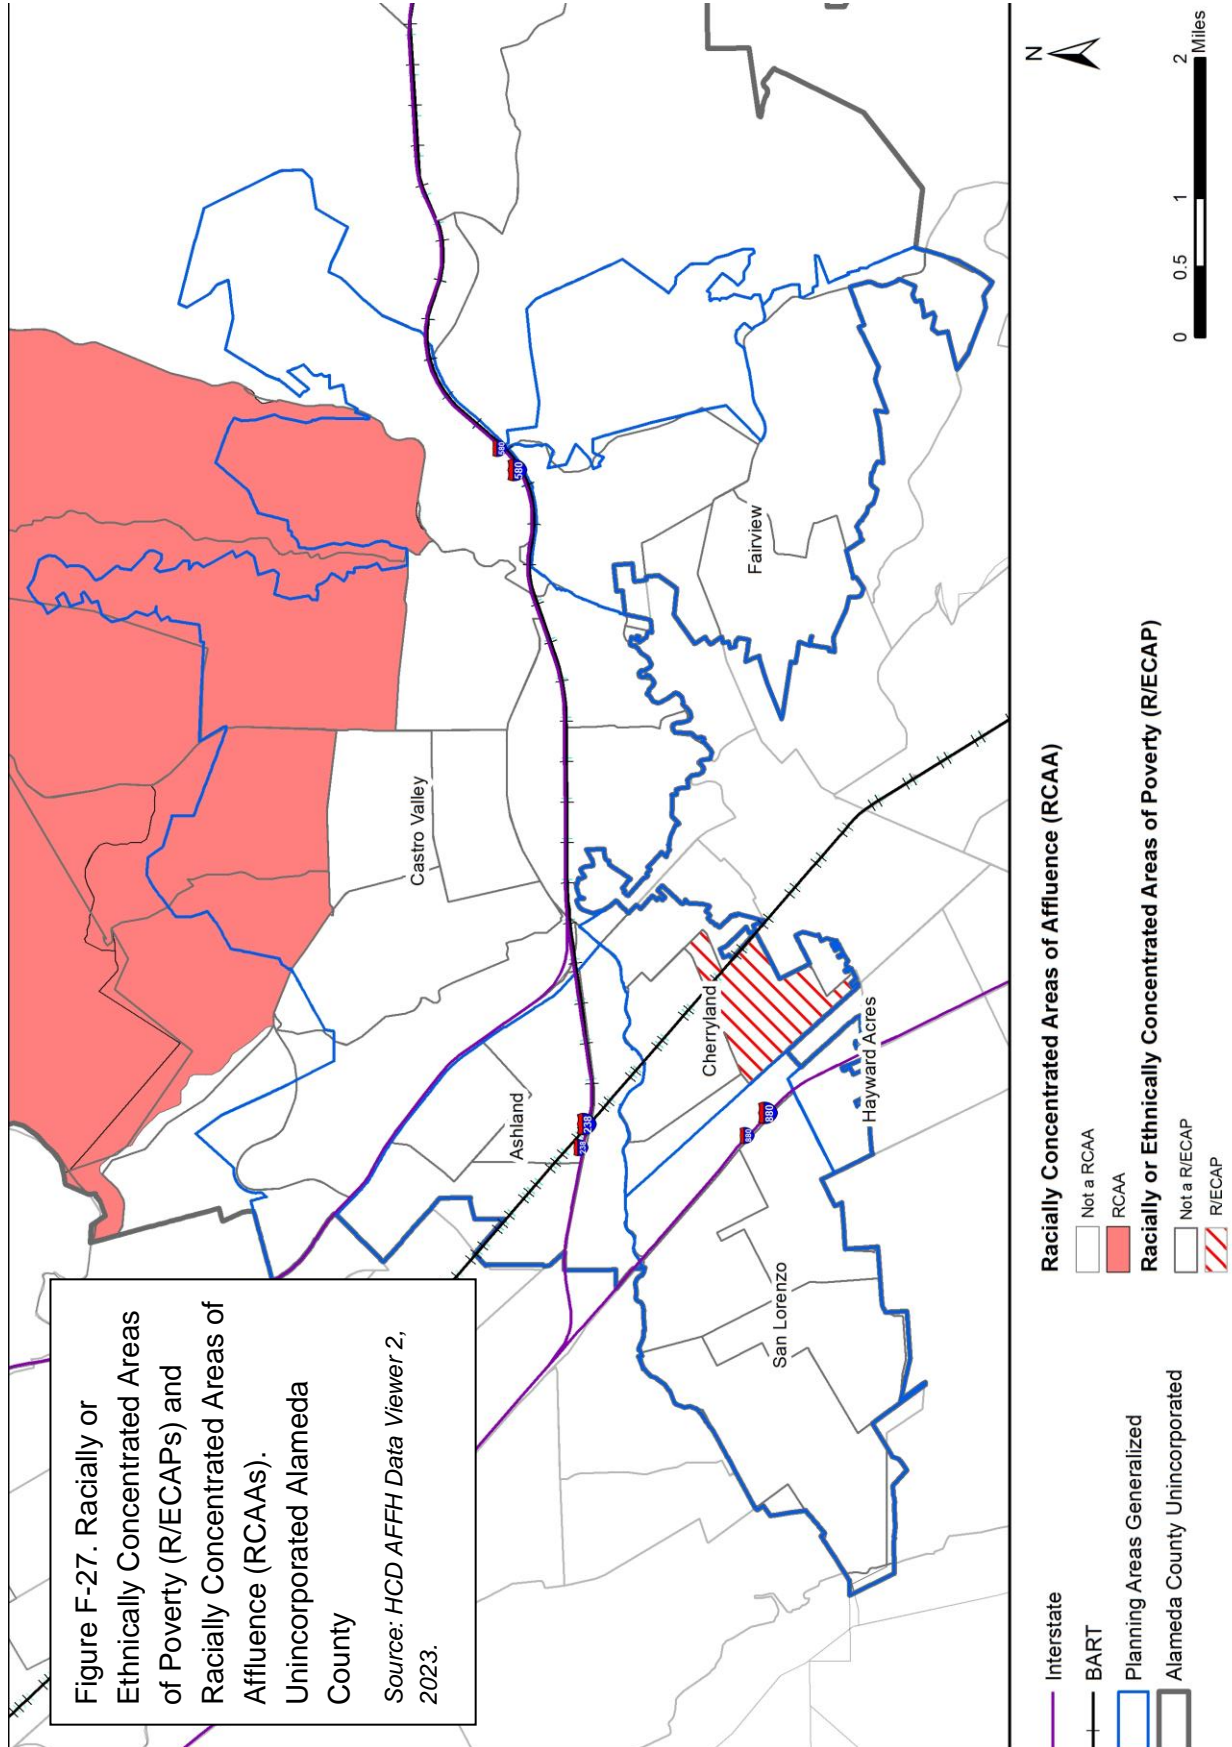 Figure F-27. Racially or
Ethnically Concentrated Areas
of Poverty (R/ECAPs) and
Racially Concentrated Areas of
Affluence (RCAAs).
Unincorporated Alameda
County
Source: HCD AFFH Data Viewer 2,
2023.
Castro Valley
Ashland
Cherryland
Fairview
Hayward Acres
San Lorenzo
580
580
238
238
880
880
Interstate
BART
Planning Areas Generalized
Alameda County Unincorporated
Racially Concentrated Areas of Affluence (RCAA)
Not a RCAA
RCAA
Racially or Ethnically Concentrated Areas of Poverty (R/ECAP)
Not a R/ECAP
R/ECAP
N
0 0.5 1 2
Miles